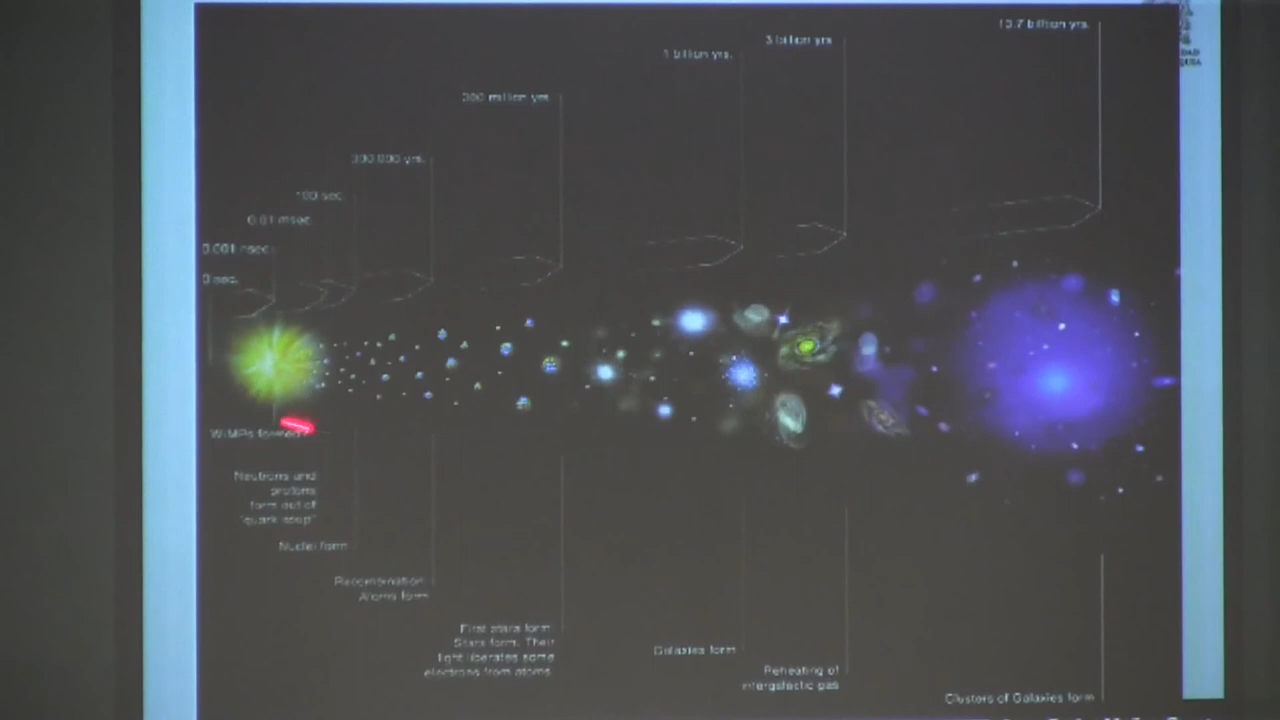 13.7 billion yrs.
3 billion yrs
1 billion yrs.
300 million yrs.
300.000 yrs.
100 sec.
0.01 msec.
0.001 nsec.
0 sec.
WIMPs formed
Neutrons and
protons
form out of
"quark soup"
Nuclei form
Recombination.
Atoms form
First stars form.
Stars form. Their
light liberates some
electrons from atoms.
Galaxies form
Reheating of
intergalactic gas
Clusters of Galaxies form